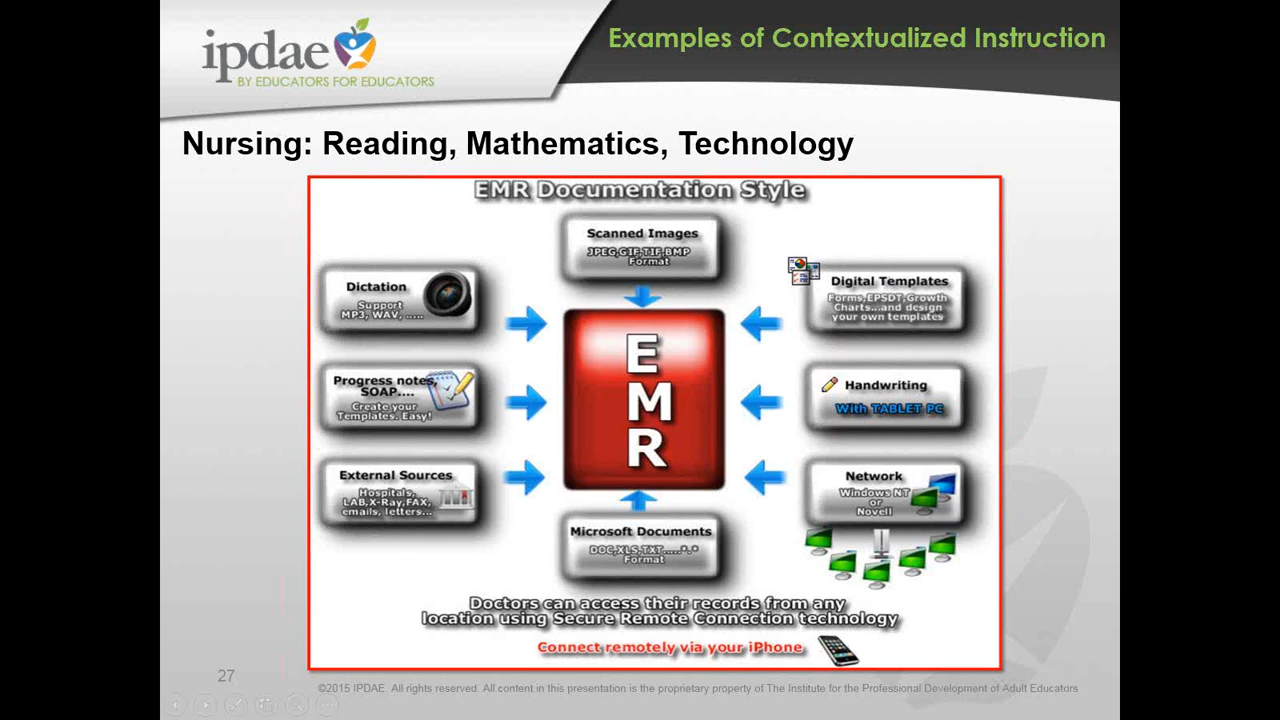 ipdae
BY EDUCATORS FOR EDUCATORS
Examples of Contextualized Instruction
Nursing: Reading, Mathematics, Technology
EMR Documentation Style
Scanned Images
JPEG,GIF,TIF,BMP
Format
Dictation
Support
MP3, WAV, .....
Digital Templates
Forms,EPSDT,Growth
Charts...and design
your own templates
Progress notes,
SOAP....
Create your
Templates. Easy!
E
M
R
Handwriting
With TABLET PC
External Sources
Hospitals,
LAB,X-Ray,FAX,
emails, letters...
Network
Windows NT
or
Novell
Microsoft Documents
DOC,XLS,TXT.....*.*
Format
Doctors can access their records from any
location using Secure Remote Connection technology
Connect remotely via your iPhone
27
©2015 IPDAE. All rights reserved. All content in this presentation is the proprietary property of The Institute for the Professional Development of Adult Educators